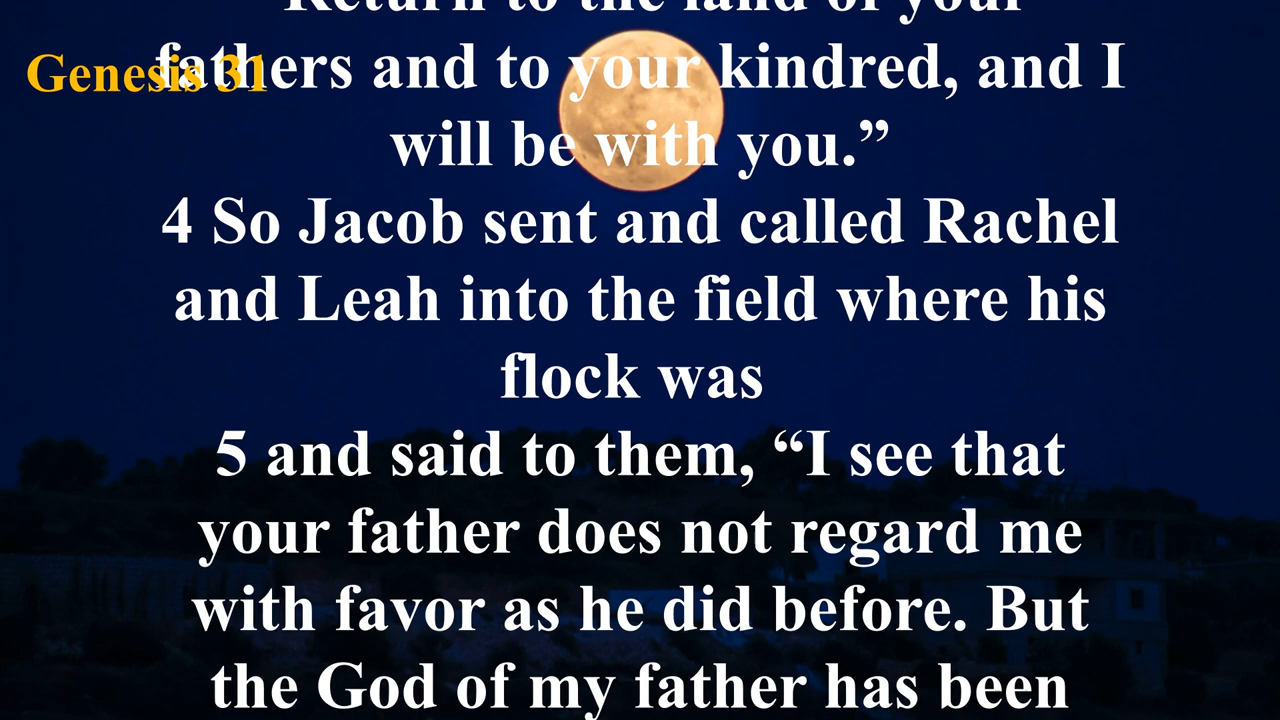 Return to the land of your
Genesis 31
fathers and to your kindred, and I
will be with you.”
4 So Jacob sent and called Rachel
and Leah into the field where his
flock was
5 and said to them, “I see that
your father does not regard me
with favor as he did before. But
the God of my father has been